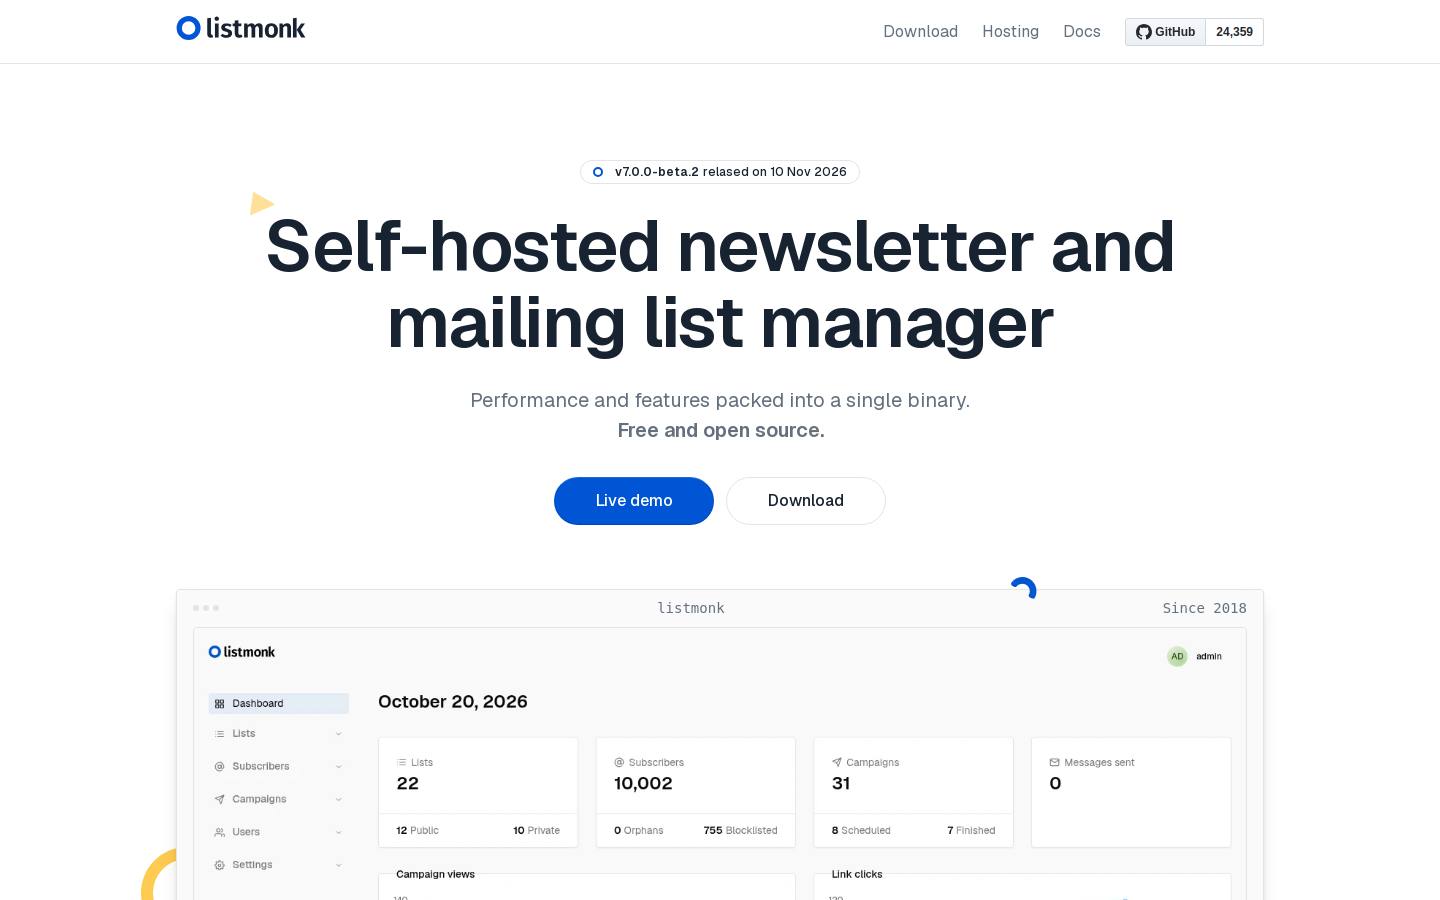 listmonk
Download Hosting Docs GitHub 24,359
v7.0.0-beta.2 relased on 10 Nov 2026
Self-hosted newsletter and
mailing list manager
Performance and features packed into a single binary.
Free and open source.
Live demo Download
listmonk Since 2018
listmonk
AD admin
Dashboard
Lists
Subscribers
Campaigns
Users
Settings
October 20, 2026
Lists
22
12 Public 10 Private
Subscribers
10,002
0 Orphans 755 Blocklisted
Campaigns
31
8 Scheduled 7 Finished
Messages sent
0
Campaign views
Link clicks